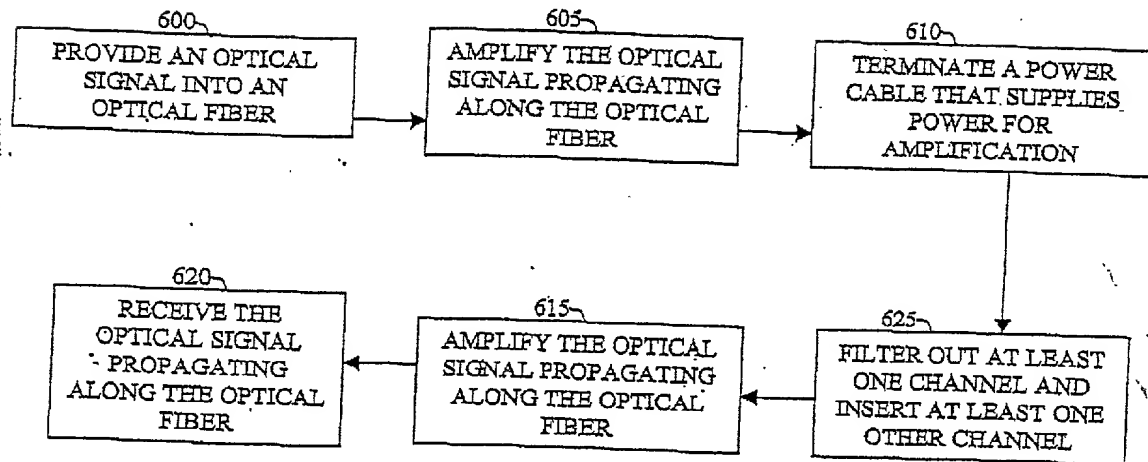 600
PROVIDE AN OPTICAL
SIGNAL INTO AN
OPTICAL FIBER
605
AMPLIFY THE OPTICAL
SIGNAL PROPAGATING
ALONG THE OPTICAL
FIBER
610
TERMINATE A POWER
CABLE THAT SUPPLIES
POWER FOR
AMPLIFICATION
620
RECEIVE THE
OPTICAL SIGNAL
PROPAGATING
ALONG THE OPTICAL
FIBER
615
AMPLIFY THE OPTICAL
SIGNAL PROPAGATING
ALONG THE OPTICAL
FIBER
625
FILTER OUT AT LEAST
ONE CHANNEL AND
INSERT AT LEAST ONE
OTHER CHANNEL